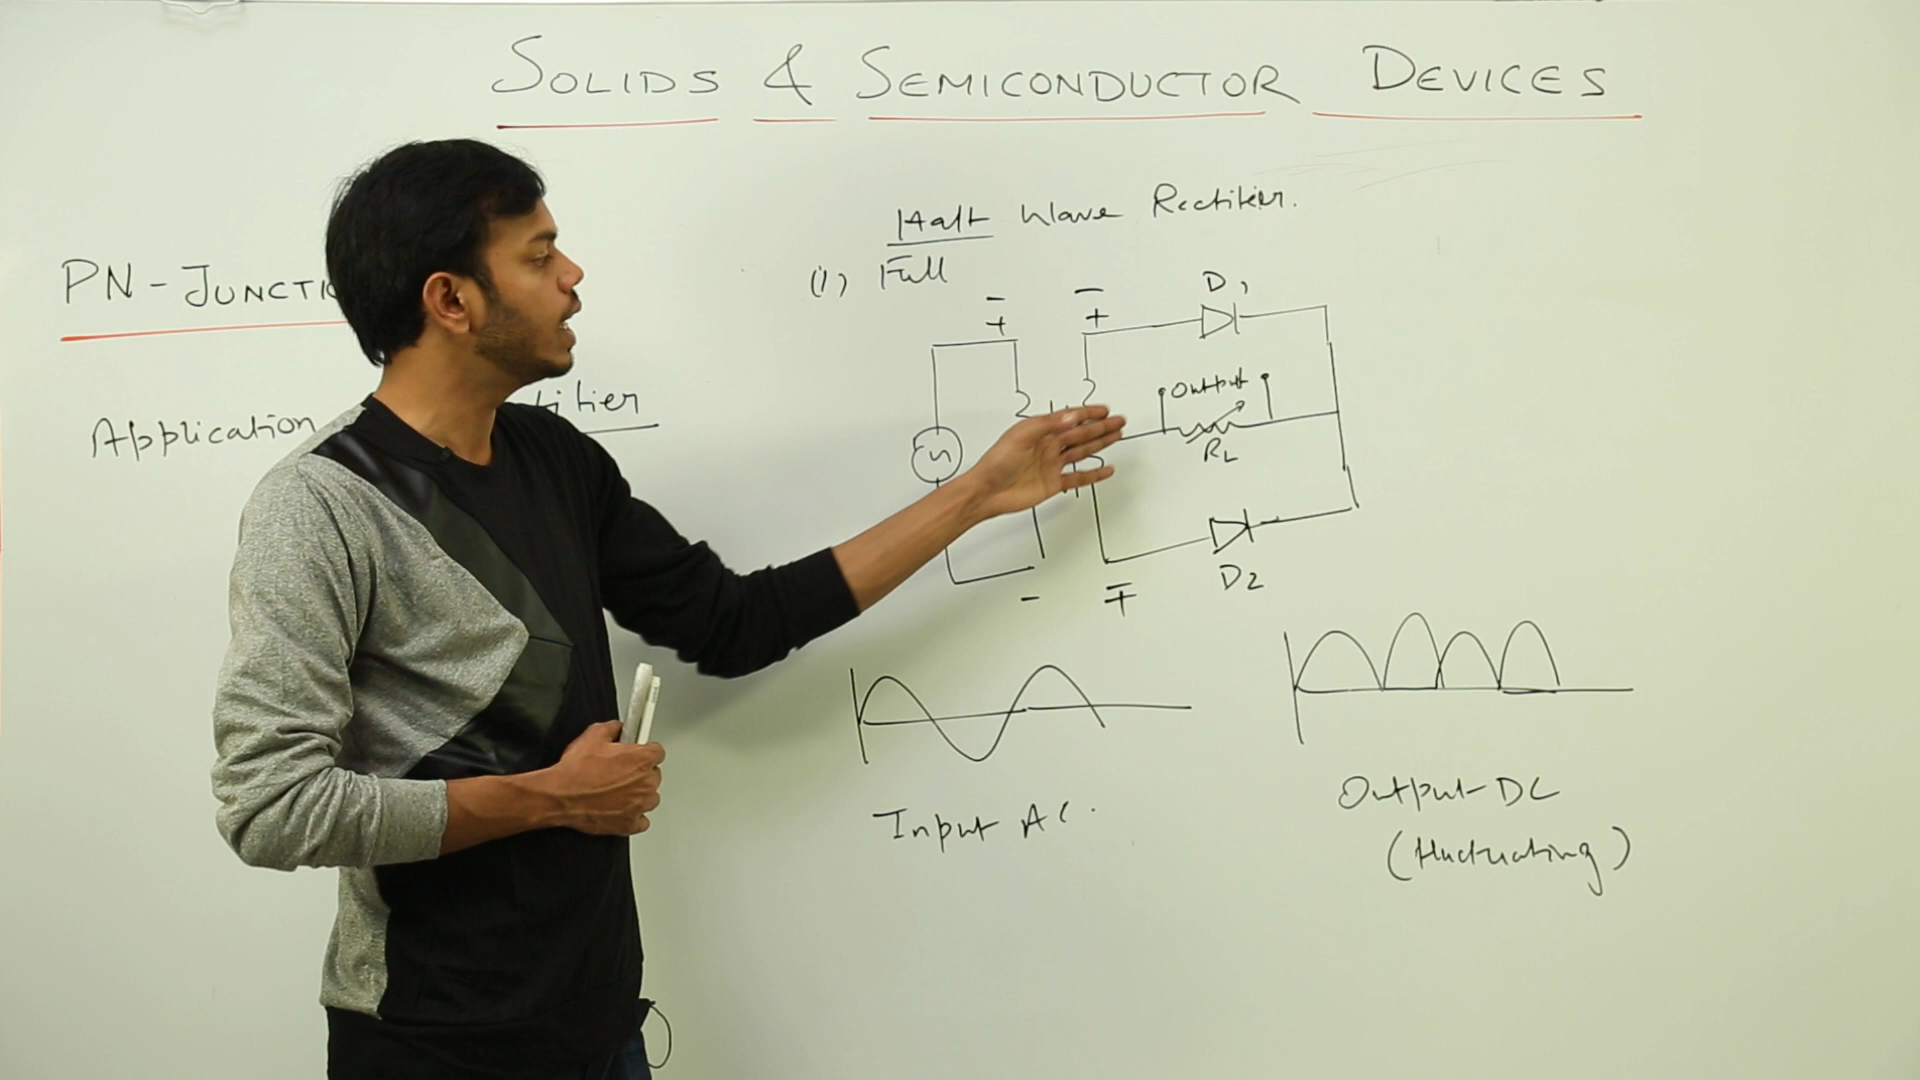 SOLIDS & SEMICONDUCTOR DEVICES
PN-JUNCTI
Application tifier
Half Wave Rectifier.
(i) Full
- - D1
+ +
Output
RL
D2
- ∓
Input AC.
Output-DC
(fluctuating)